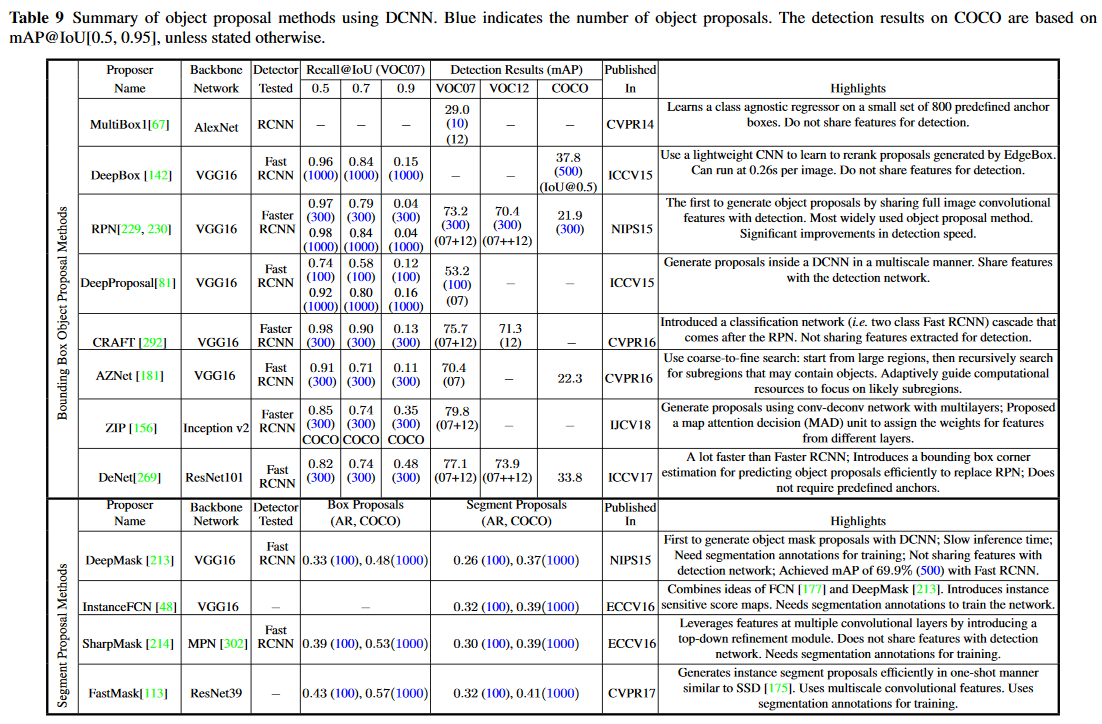 Table 9 Summary of object proposal methods using DCNN. Blue indicates the number of object proposals. The detection results on COCO are based on
mAP@IoU[0.5, 0.95], unless stated otherwise.
Bounding Box Object Proposal Methods
Proposer Backbone Detector Recall@IoU (VOC07) Detection Results (mAP) Published
Name Network Tested 0.5 0.7 0.9 VOC07 VOC12 COCO In Highlights
MultiBox1[67] AlexNet RCNN – – – 29.0 (10) (12) – – CVPR14
Learns a class agnostic regressor on a small set of 800 predefined anchor
boxes. Do not share features for detection.
DeepBox [142] VGG16 Fast RCNN 0.96 (1000) 0.84 (1000) 0.15 (1000) – – 37.8 (500) (IoU@0.5) ICCV15
Use a lightweight CNN to learn to rerank proposals generated by EdgeBox.
Can run at 0.26s per image. Do not share features for detection.
RPN[229, 230] VGG16 Faster RCNN 0.97 (300) 0.98 (1000) 0.79 (300) 0.84 (1000) 0.04 (300) 0.04 (1000) 73.2 (300) (07+12) 70.4 (300) (07++12) 21.9 (300) NIPS15
The first to generate object proposals by sharing full image convolutional
features with detection. Most widely used object proposal method.
Significant improvements in detection speed.
DeepProposal[81] VGG16 Fast RCNN 0.74 (100) 0.92 (1000) 0.58 (100) 0.80 (1000) 0.12 (100) 0.16 (1000) 53.2 (100) (07) – – ICCV15
Generate proposals inside a DCNN in a multiscale manner. Share features
with the detection network.
CRAFT [292] VGG16 Faster RCNN 0.98 (300) 0.90 (300) 0.13 (300) 75.7 (07+12) 71.3 (12) – CVPR16
Introduced a classification network (i.e. two class Fast RCNN) cascade that
comes after the RPN. Not sharing features extracted for detection.
AZNet [181] VGG16 Fast RCNN 0.91 (300) 0.71 (300) 0.11 (300) 70.4 (07) – 22.3 CVPR16
Use coarse-to-fine search: start from large regions, then recursively search
for subregions that may contain objects. Adaptively guide computational
resources to focus on likely subregions.
ZIP [156] Inception v2 Faster RCNN 0.85 (300) COCO 0.74 (300) COCO 0.35 (300) COCO 79.8 (07+12) – – IJCV18
Generate proposals using conv-deconv network with multilayers; Proposed
a map attention decision (MAD) unit to assign the weights for features
from different layers.
DeNet[269] ResNet101 Fast RCNN 0.82 (300) 0.74 (300) 0.48 (300) 77.1 (07+12) 73.9 (07++12) 33.8 ICCV17
A lot faster than Faster RCNN; Introduces a bounding box corner
estimation for predicting object proposals efficiently to replace RPN; Does
not require predefined anchors.
Segment Proposal Methods
Proposer Backbone Detector Box Proposals Segment Proposals Published
Name Network Tested (AR, COCO) (AR, COCO) In Highlights
DeepMask [213] VGG16 Fast RCNN 0.33 (100), 0.48(1000) 0.26 (100), 0.37(1000) NIPS15
First to generate object mask proposals with DCNN; Slow inference time;
Need segmentation annotations for training; Not sharing features with
detection network; Achieved mAP of 69.9% (500) with Fast RCNN.
InstanceFCN [48] VGG16 – – 0.32 (100), 0.39(1000) ECCV16
Combines ideas of FCN [177] and DeepMask [213]. Introduces instance
sensitive score maps. Needs segmentation annotations to train the network.
SharpMask [214] MPN [302] Fast RCNN 0.39 (100), 0.53(1000) 0.30 (100), 0.39(1000) ECCV16
Leverages features at multiple convolutional layers by introducing a
top-down refinement module. Does not share features with detection
network. Needs segmentation annotations for training.
FastMask[113] ResNet39 – 0.43 (100), 0.57(1000) 0.32 (100), 0.41(1000) CVPR17
Generates instance segment proposals efficiently in one-shot manner
similar to SSD [175]. Uses multiscale convolutional features. Uses
segmentation annotations for training.